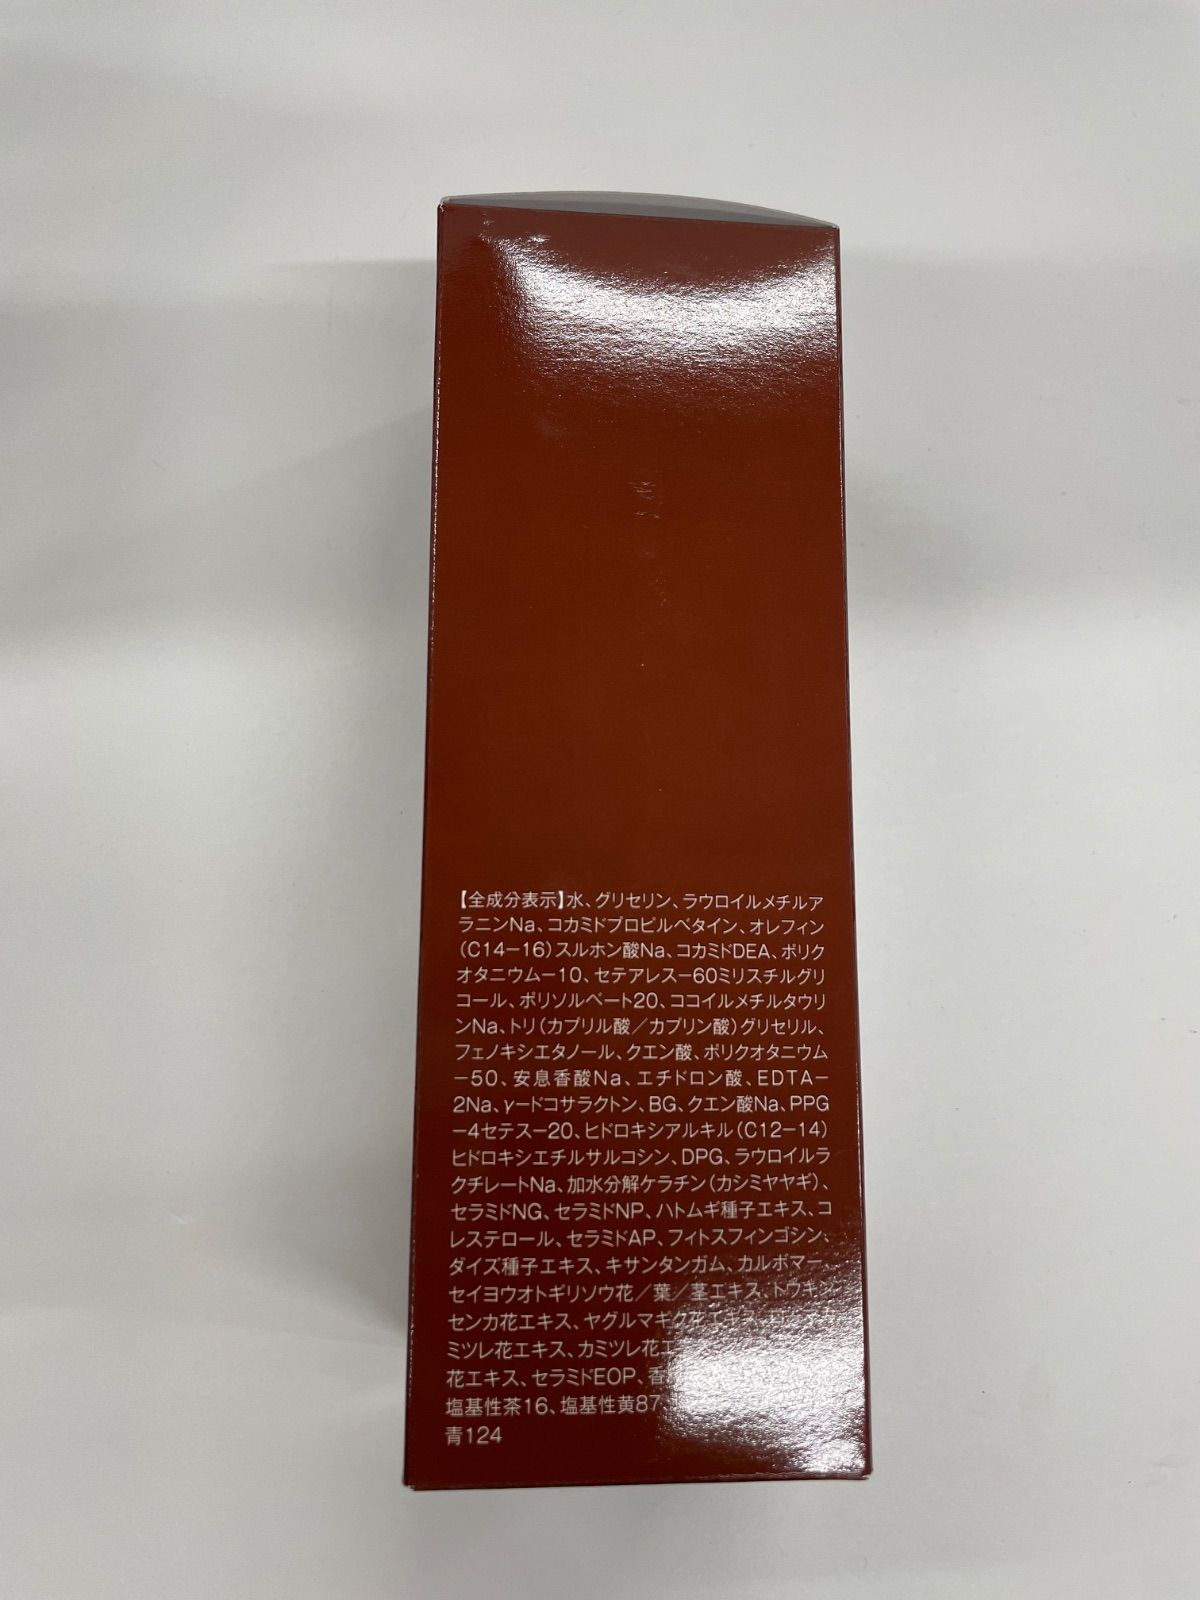 【全成分表示】水、グリセリン、ラウロイルメチルア
ラニンNa、コカミドプロピルベタイン、オレフィン
(C14－16)スルホン酸Na、コカミドDEA、ポリク
オタニウム－10、セテアレス－60ミリスチルグリ
コール、ポリソルベート20、ココイルメチルタウリ
ンNa、トリ(カプリル酸／カプリン酸)グリセリル、
フェノキシエタノール、クエン酸、ポリクオタニウム
－50、安息香酸Na、エチドロン酸、EDTA－
2Na、γ－ドコサラクトン、BG、クエン酸Na、PPG
－4セテス－20、ヒドロキシアルキル(C12－14)
ヒドロキシエチルサルコシン、DPG、ラウロイルラ
クチレートNa、加水分解ケラチン(カシミヤヤギ)、
セラミドNG、セラミドNP、ハトムギ種子エキス、コ
レステロール、セラミドAP、フィトスフィンゴシン、
ダイズ種子エキス、キサンタンガム、カルボマー、
セイヨウオトギリソウ花／葉／茎エキス、トウキン
センカ花エキス、ヤグルマギク花エキス、
ミツレ花エキス、カミツレ花エ
花エキス、セラミドEOP、香
塩基性茶16、塩基性黄87、
青124